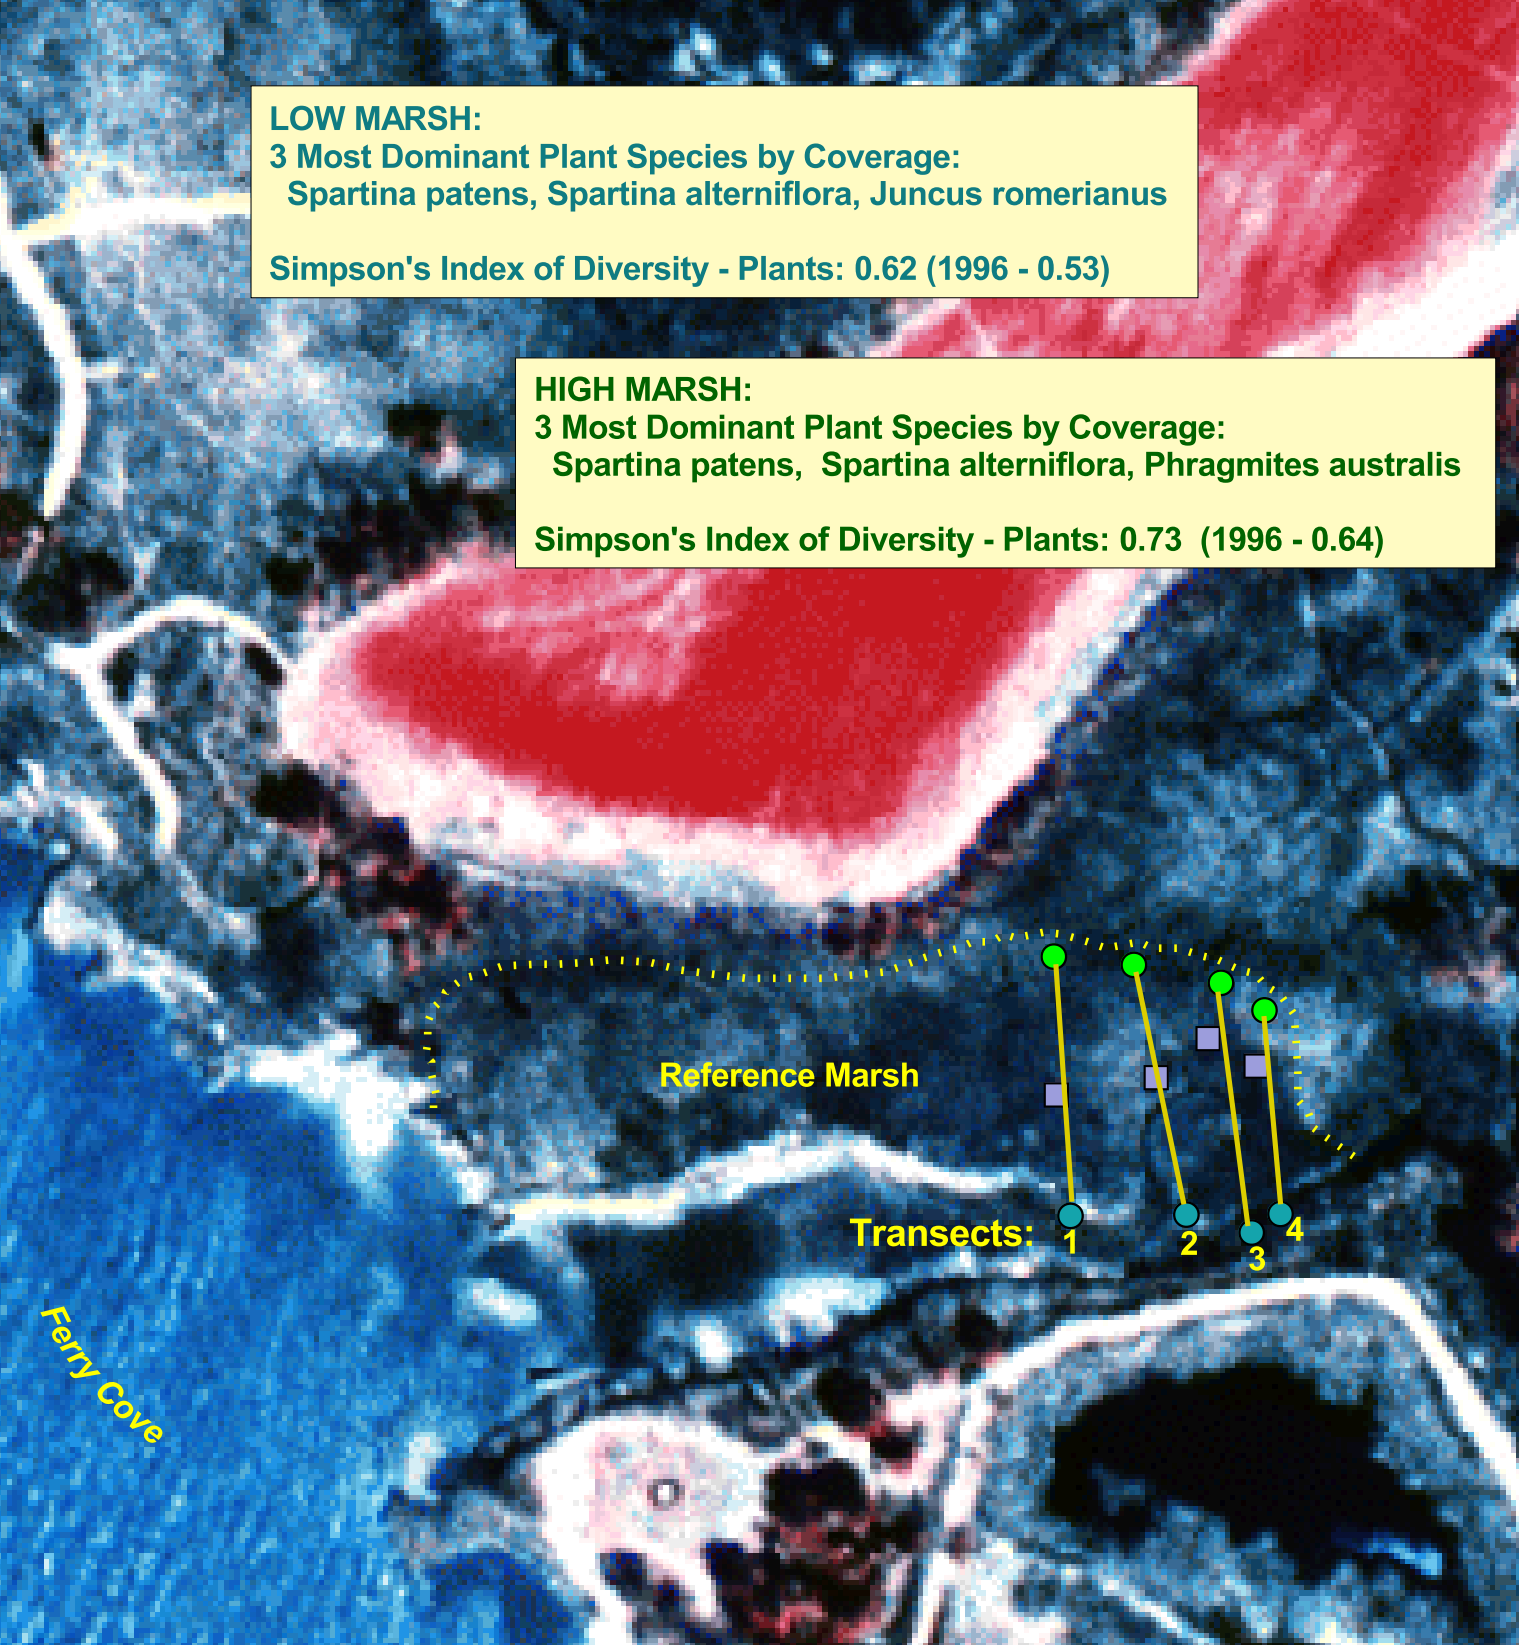 LOW MARSH:
3 Most Dominant Plant Species by Coverage:
Spartina patens, Spartina alterniflora, Juncus romerianus
Simpson's Index of Diversity - Plants: 0.62 (1996 - 0.53)
HIGH MARSH:
3 Most Dominant Plant Species by Coverage:
Spartina patens,  Spartina alterniflora, Phragmites australis
Simpson's Index of Diversity - Plants: 0.73  (1996 - 0.64)
Reference Marsh
Transects:
1
2
3
4
Ferry Cove